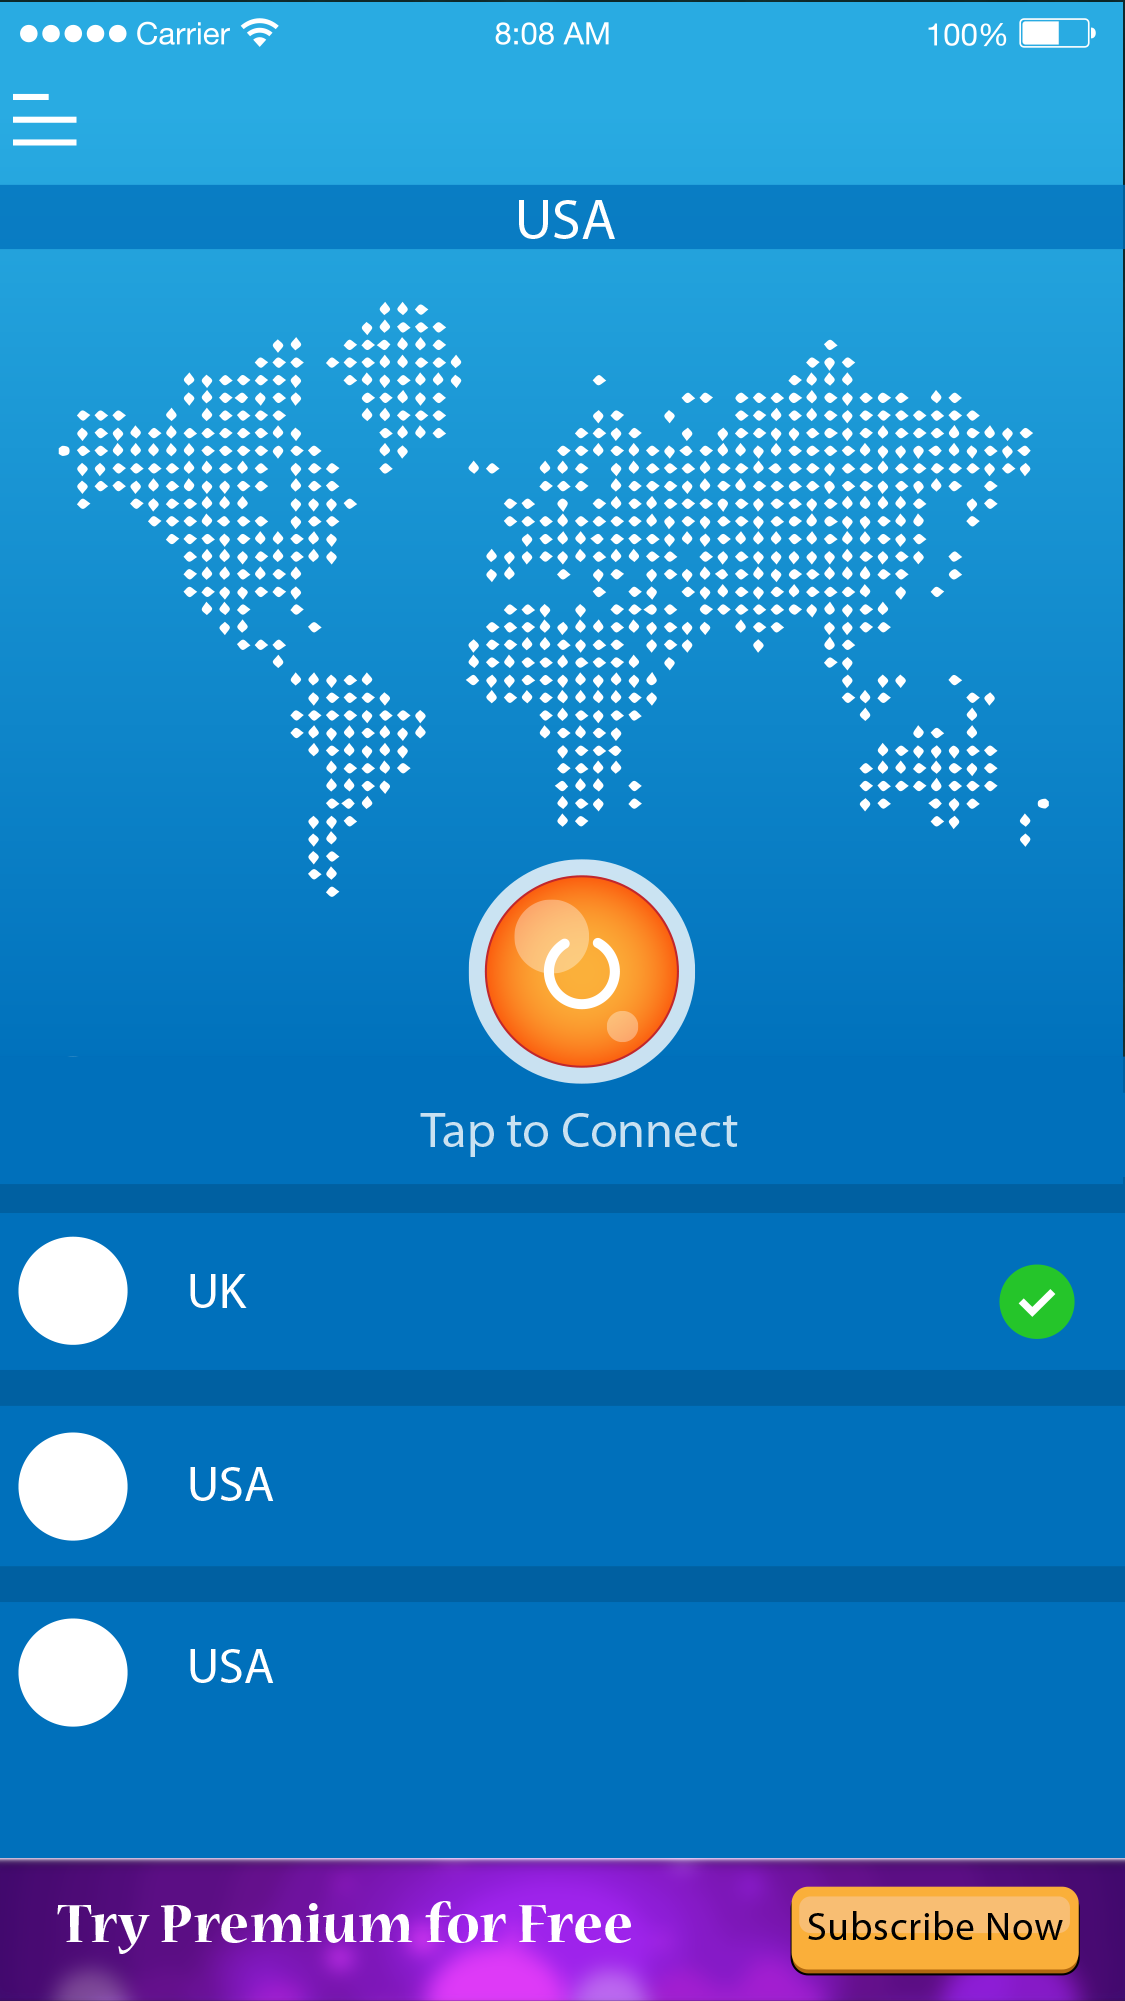 Carrier 8:08 AM 100%
USA
Tap to Connect
UK
USA
USA
Try Premium for Free
Subscribe Now